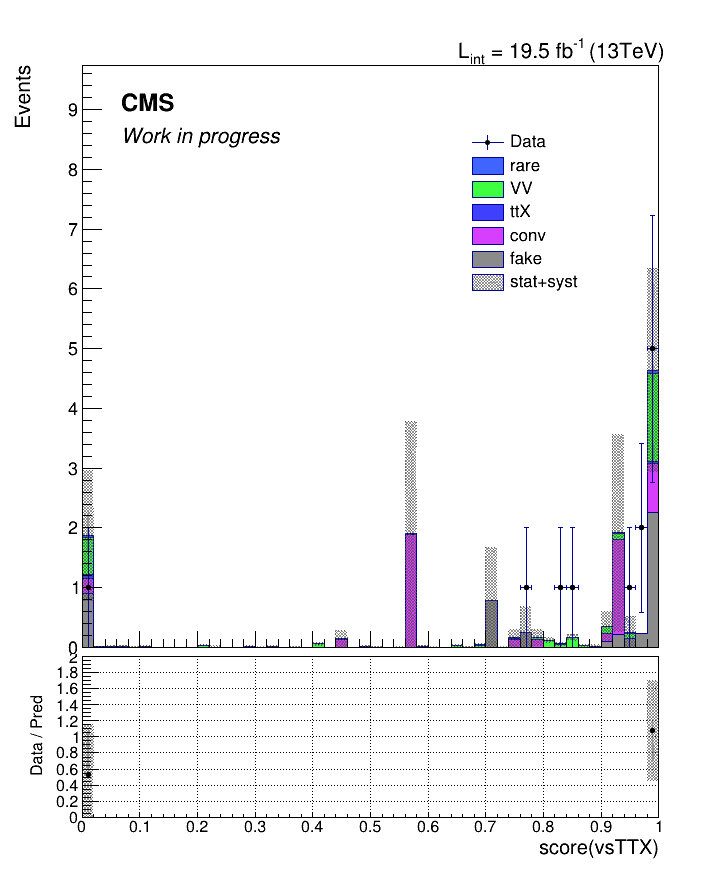 L_int = 19.5 fb^-1 (13TeV)
Events
CMS
Work in progress
Data
rare
VV
ttX
conv
fake
stat+syst
9
8
7
6
5
4
3
2
1
0
Data / Pred
2
1.8
1.6
1.4
1.2
1
0.8
0.6
0.4
0.2
0
0 0.1 0.2 0.3 0.4 0.5 0.6 0.7 0.8 0.9 1
score(vsTTX)